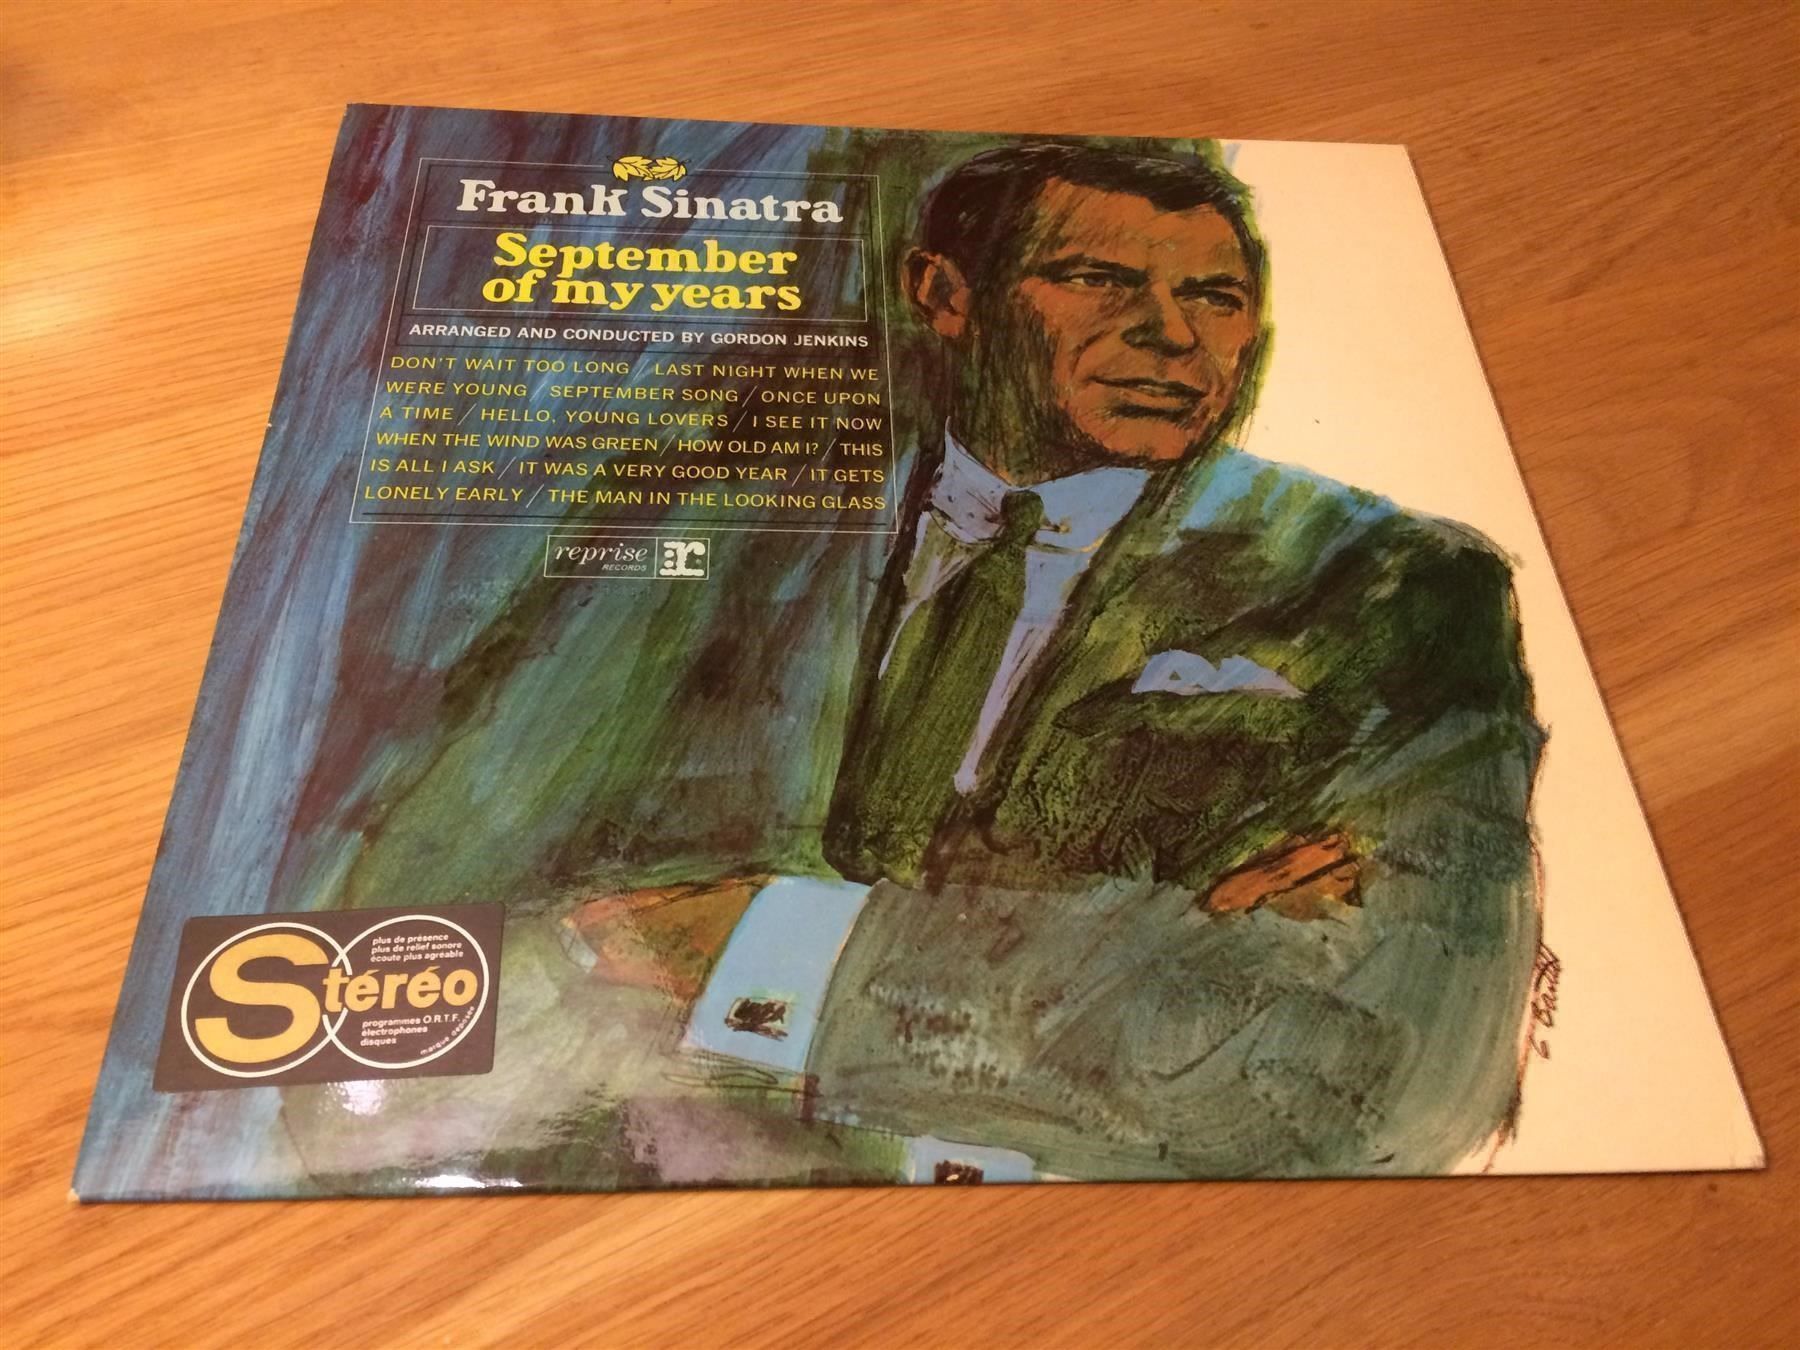 Frank Sinatra
September
of my years
ARRANGED AND CONDUCTED BY GORDON JENKINS
DON'T WAIT TOO LONG / LAST NIGHT WHEN WE
WERE YOUNG / SEPTEMBER SONG / ONCE UPON
A TIME / HELLO, YOUNG LOVERS / I SEE IT NOW
WHEN THE WIND WAS GREEN / HOW OLD AM I? / THIS
IS ALL I ASK / IT WAS A VERY GOOD YEAR / IT GETS
LONELY EARLY / THE MAN IN THE LOOKING GLASS
reprise r
RECORDS
plus de présence
plus de relief sonore
écoute plus agréable
Stéréo
programmes O.R.T.F.
électrophones
disques
marque déposée